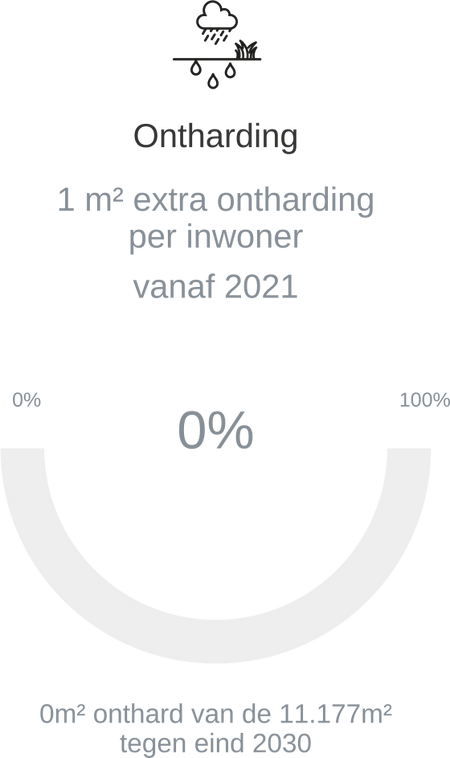 Ontharding
1 m² extra ontharding
per inwoner
vanaf 2021
0%
100%
0%
0m² onthard van de 11.177m²
tegen eind 2030